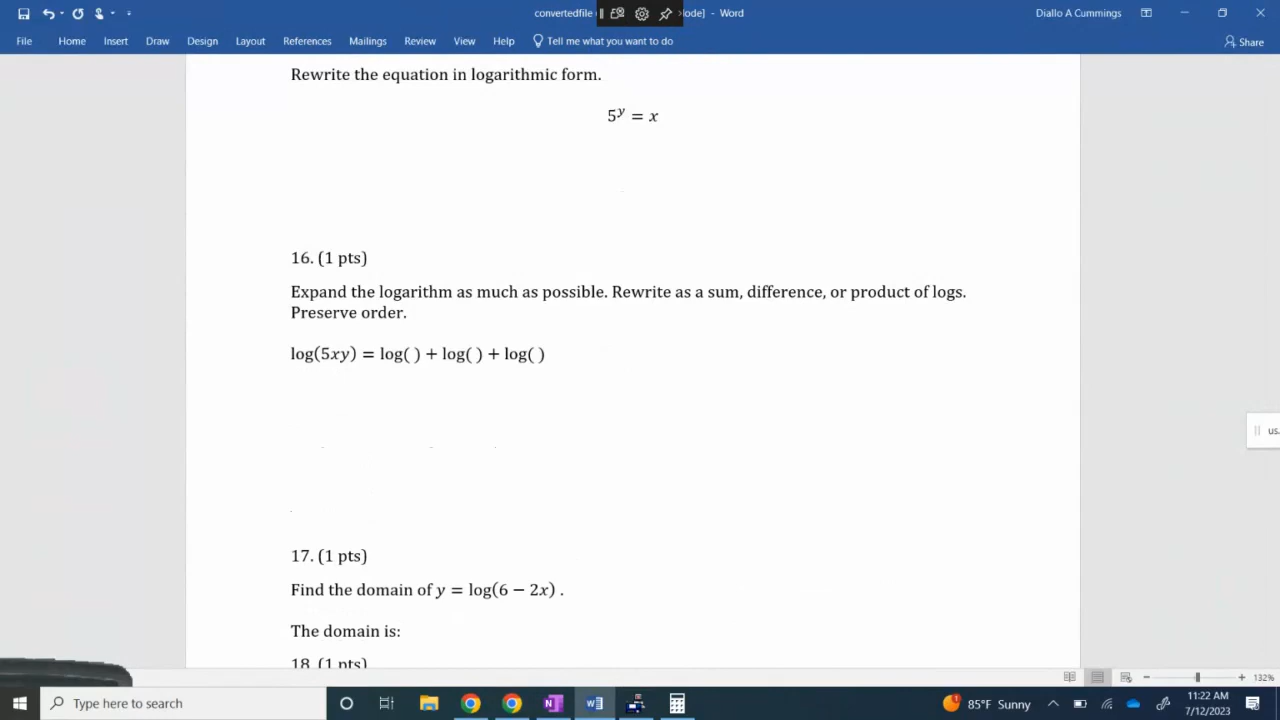 convertedfile
ode] - Word
Diallo A Cummings
File Home Insert Draw Design Layout References Mailings Review View Help Tell me what you want to do
Share
Rewrite the equation in logarithmic form.
5^y = x
16. (1 pts)
Expand the logarithm as much as possible. Rewrite as a sum, difference, or product of logs.
Preserve order.
log(5xy) = log( ) + log( ) + log( )
us.
17. (1 pts)
Find the domain of y = log(6 − 2x) .
The domain is:
18. (1 pts)
132%
Type here to search
85°F Sunny
11:22 AM
7/12/2023